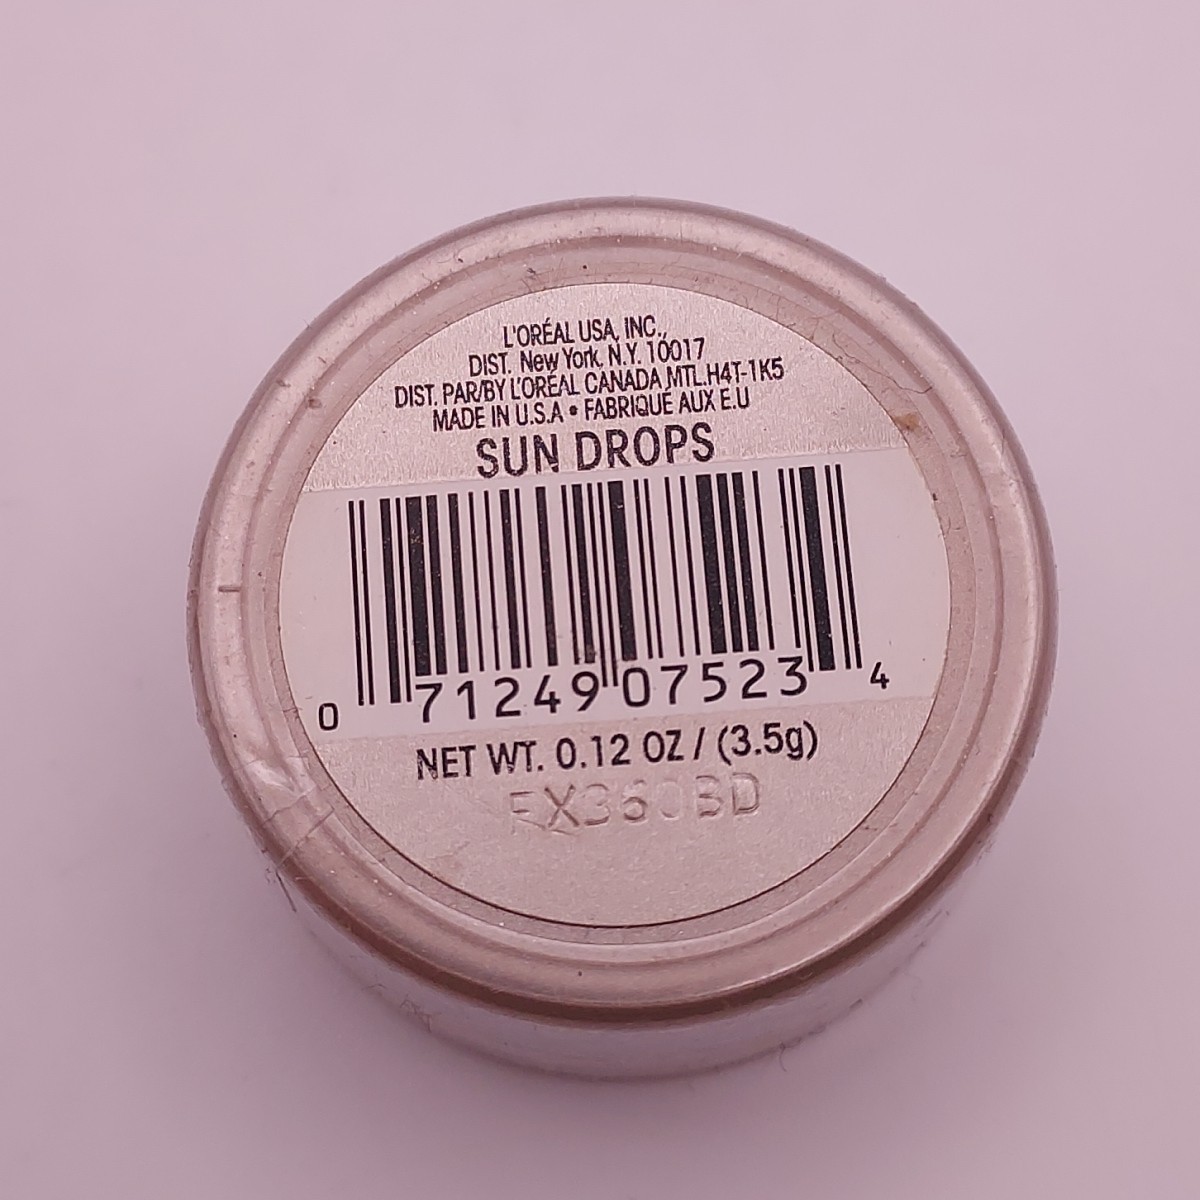 L'ORÉAL USA, INC.,
DIST. New York, N.Y. 10017
DIST. PAR/BY L'ORÉAL CANADA MTL.H4T-1K5
MADE IN U.S.A • FABRIQUÉ AUX E.U
SUN DROPS
0 71249 07523 4
NET WT. 0.12 OZ / (3.5g)